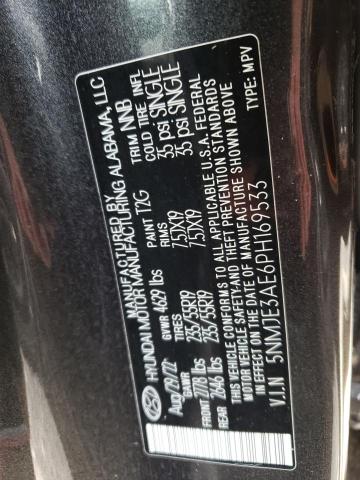 MANUFACTURED BY
HYUNDAI MOTOR MANUFACTURING ALABAMA, LLC
Aug/29/22 GVWR 4629 lbs PAINT T2G TRIM NNB
GAWR TIRES RIMS COLD TIRE INFL
FRONT 2778 lbs 235/55R19 7.5JX19 35 psi SINGLE
REAR 2646 lbs 235/55R19 7.5JX19 35 psi SINGLE
THIS VEHICLE CONFORMS TO ALL APPLICABLE U.S.A. FEDERAL
MOTOR VEHICLE SAFETY AND THEFT PREVENTION STANDARDS
IN EFFECT ON THE DATE OF MANUFACTURE SHOWN ABOVE
V.I.N 5NMJE3AE6PH169533 TYPE: MPV